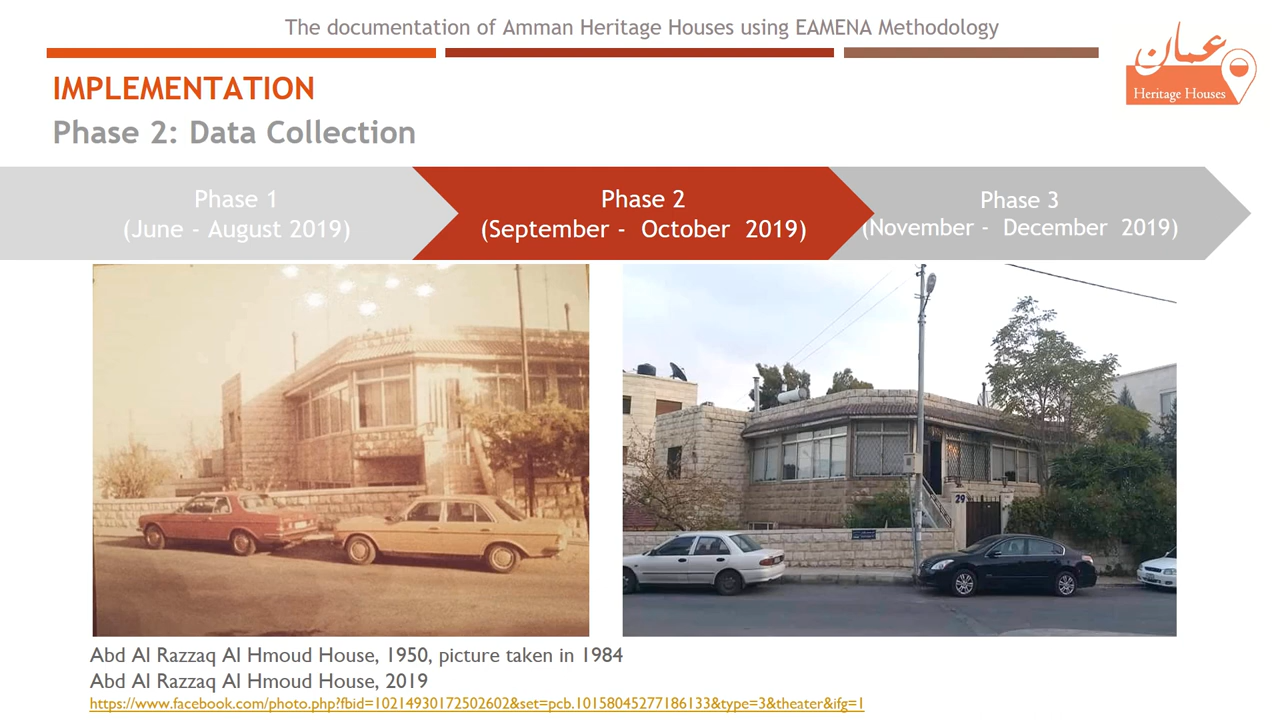 The documentation of Amman Heritage Houses using EAMENA Methodology
عمان
Heritage Houses
IMPLEMENTATION
Phase 2: Data Collection
Phase 1
(June - August 2019)
Phase 2
(September - October 2019)
Phase 3
(November - December 2019)
29
Abd Al Razzaq Al Hmoud House, 1950, picture taken in 1984
Abd Al Razzaq Al Hmoud House, 2019
https://www.facebook.com/photo.php?fbid=10214930172502602&set=pcb.10158045277186133&type=3&theater&ifg=1